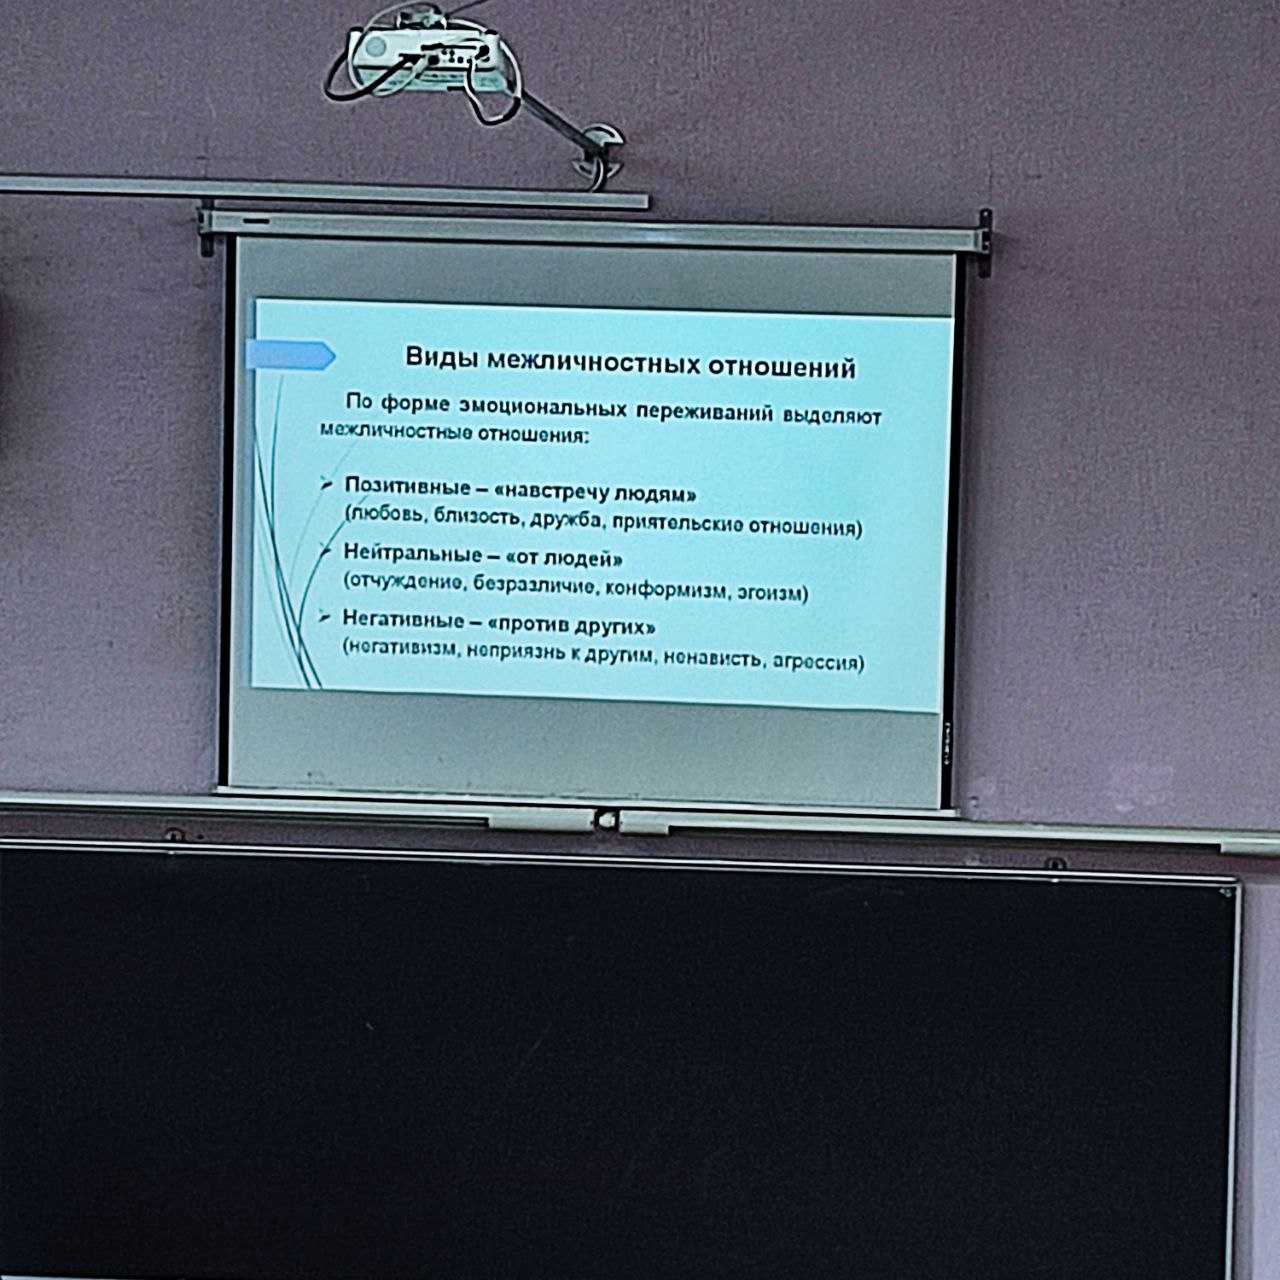 Виды межличностных отношений
По форме эмоциональных переживаний выделяют
межличностные отношения:
➢ Позитивные – «навстречу людям»
(любовь, близость, дружба, приятельские отношения)
➢ Нейтральные – «от людей»
(отчуждение, безразличие, конформизм, эгоизм)
➢ Негативные – «против других»
(негативизм, неприязнь к другим, ненависть, агрессия)